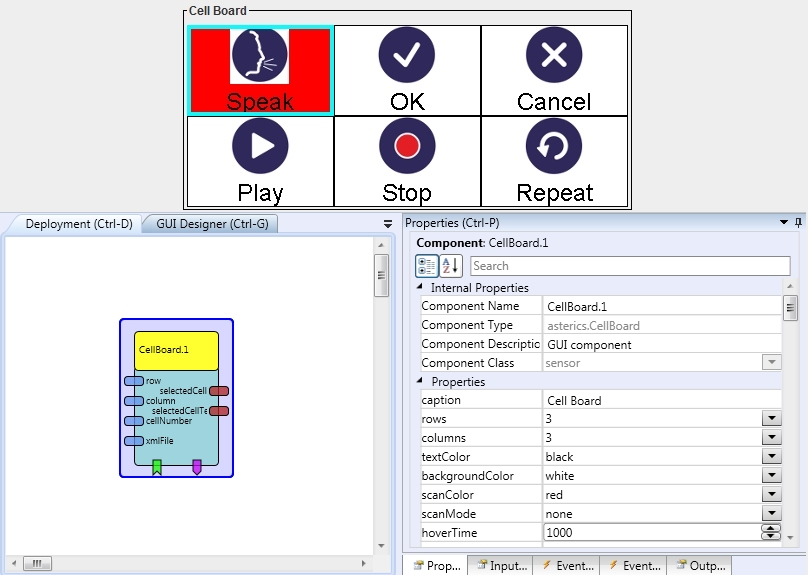 Cell Board
Speak
OK
Cancel
Play
Stop
Repeat
Deployment (Ctrl-D)
GUI Designer (Ctrl-G)
CellBoard.1
row
selectedCell
column
selectedCellTe
cellNumber
xmlFile
Properties (Ctrl-P)
Component: CellBoard.1
Search
Internal Properties
Component Name CellBoard.1
Component Type asterics.CellBoard
Component Descriptio GUI component
Component Class sensor
Properties
caption Cell Board
rows 3
columns 3
textColor black
backgroundColor white
scanColor red
scanMode none
hoverTime 1000
Prop... Input... Event... Event... Outp...